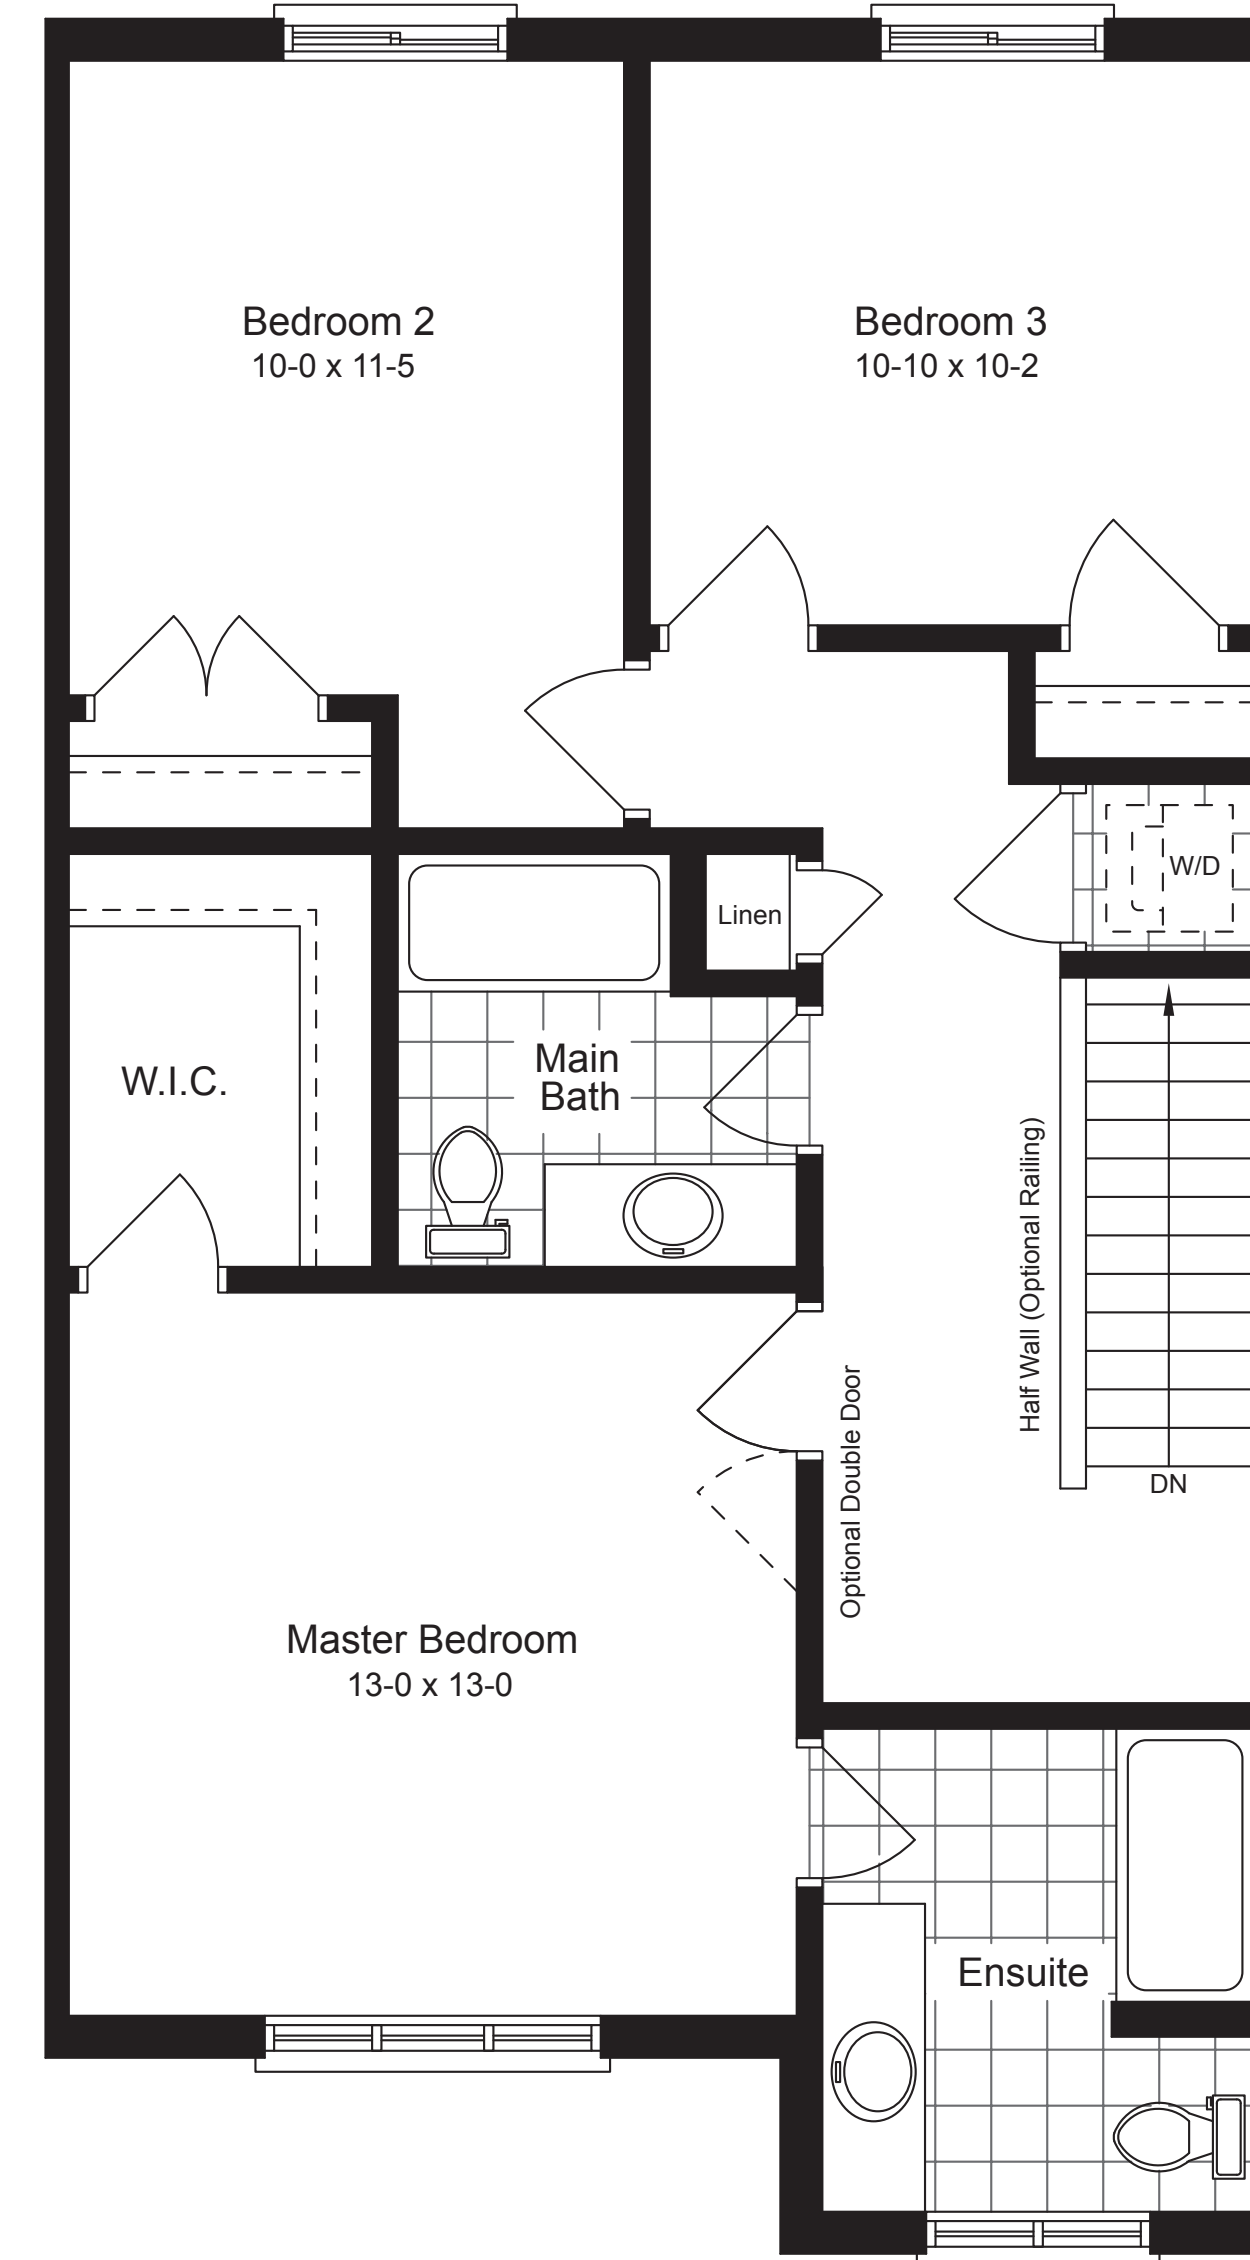 Bedroom 2
10-0 x 11-5
Bedroom 3
10-10 x 10-2
W/D
Linen
Main
Bath
W.I.C.
Half Wall (Optional Railing)
Optional Double Door
DN
Master Bedroom
13-0 x 13-0
Ensuite